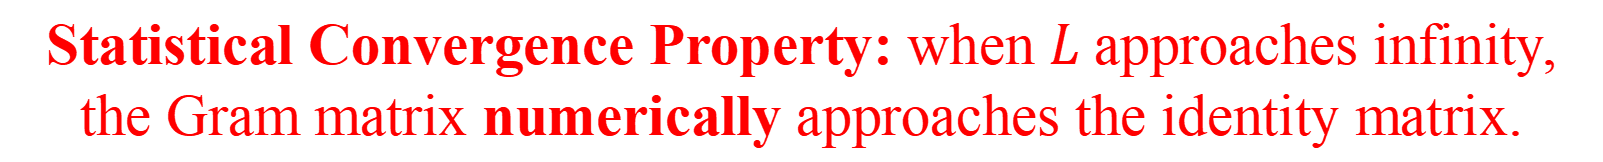 Statistical Convergence Property: when L approaches infinity,
the Gram matrix numerically approaches the identity matrix.